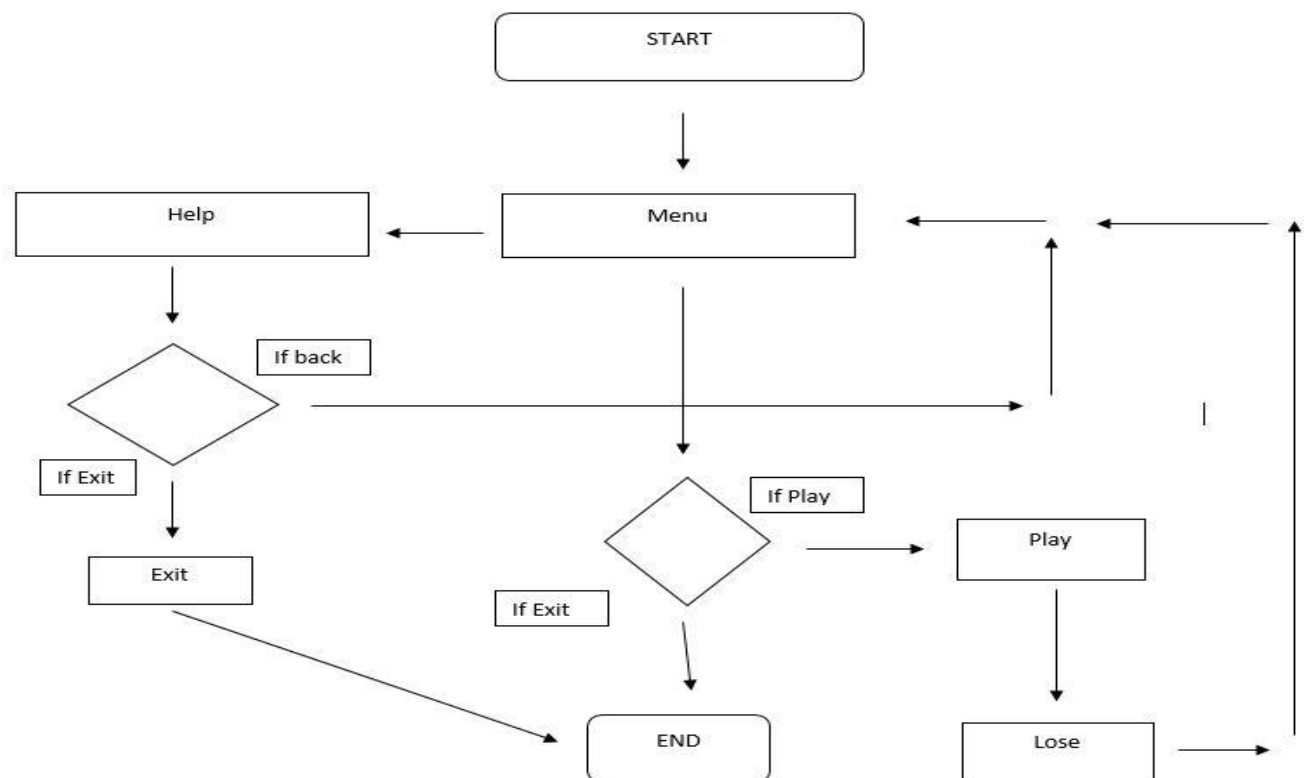 START
Help
Menu
If back
If Exit
If Play
Play
Exit
If Exit
END
Lose